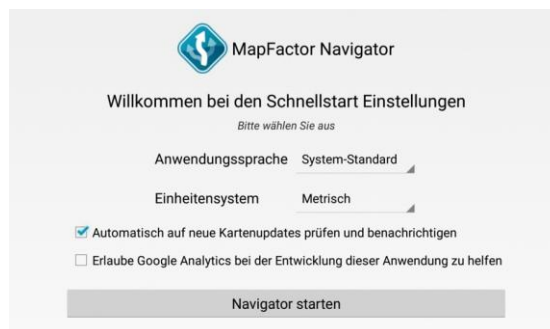 MapFactor Navigator
Willkommen bei den Schnellstart Einstellungen
Bitte wählen Sie aus
Anwendungssprache System-Standard
Einheitensystem Metrisch
Automatisch auf neue Kartenupdates prüfen und benachrichtigen
Erlaube Google Analytics bei der Entwicklung dieser Anwendung zu helfen
Navigator starten